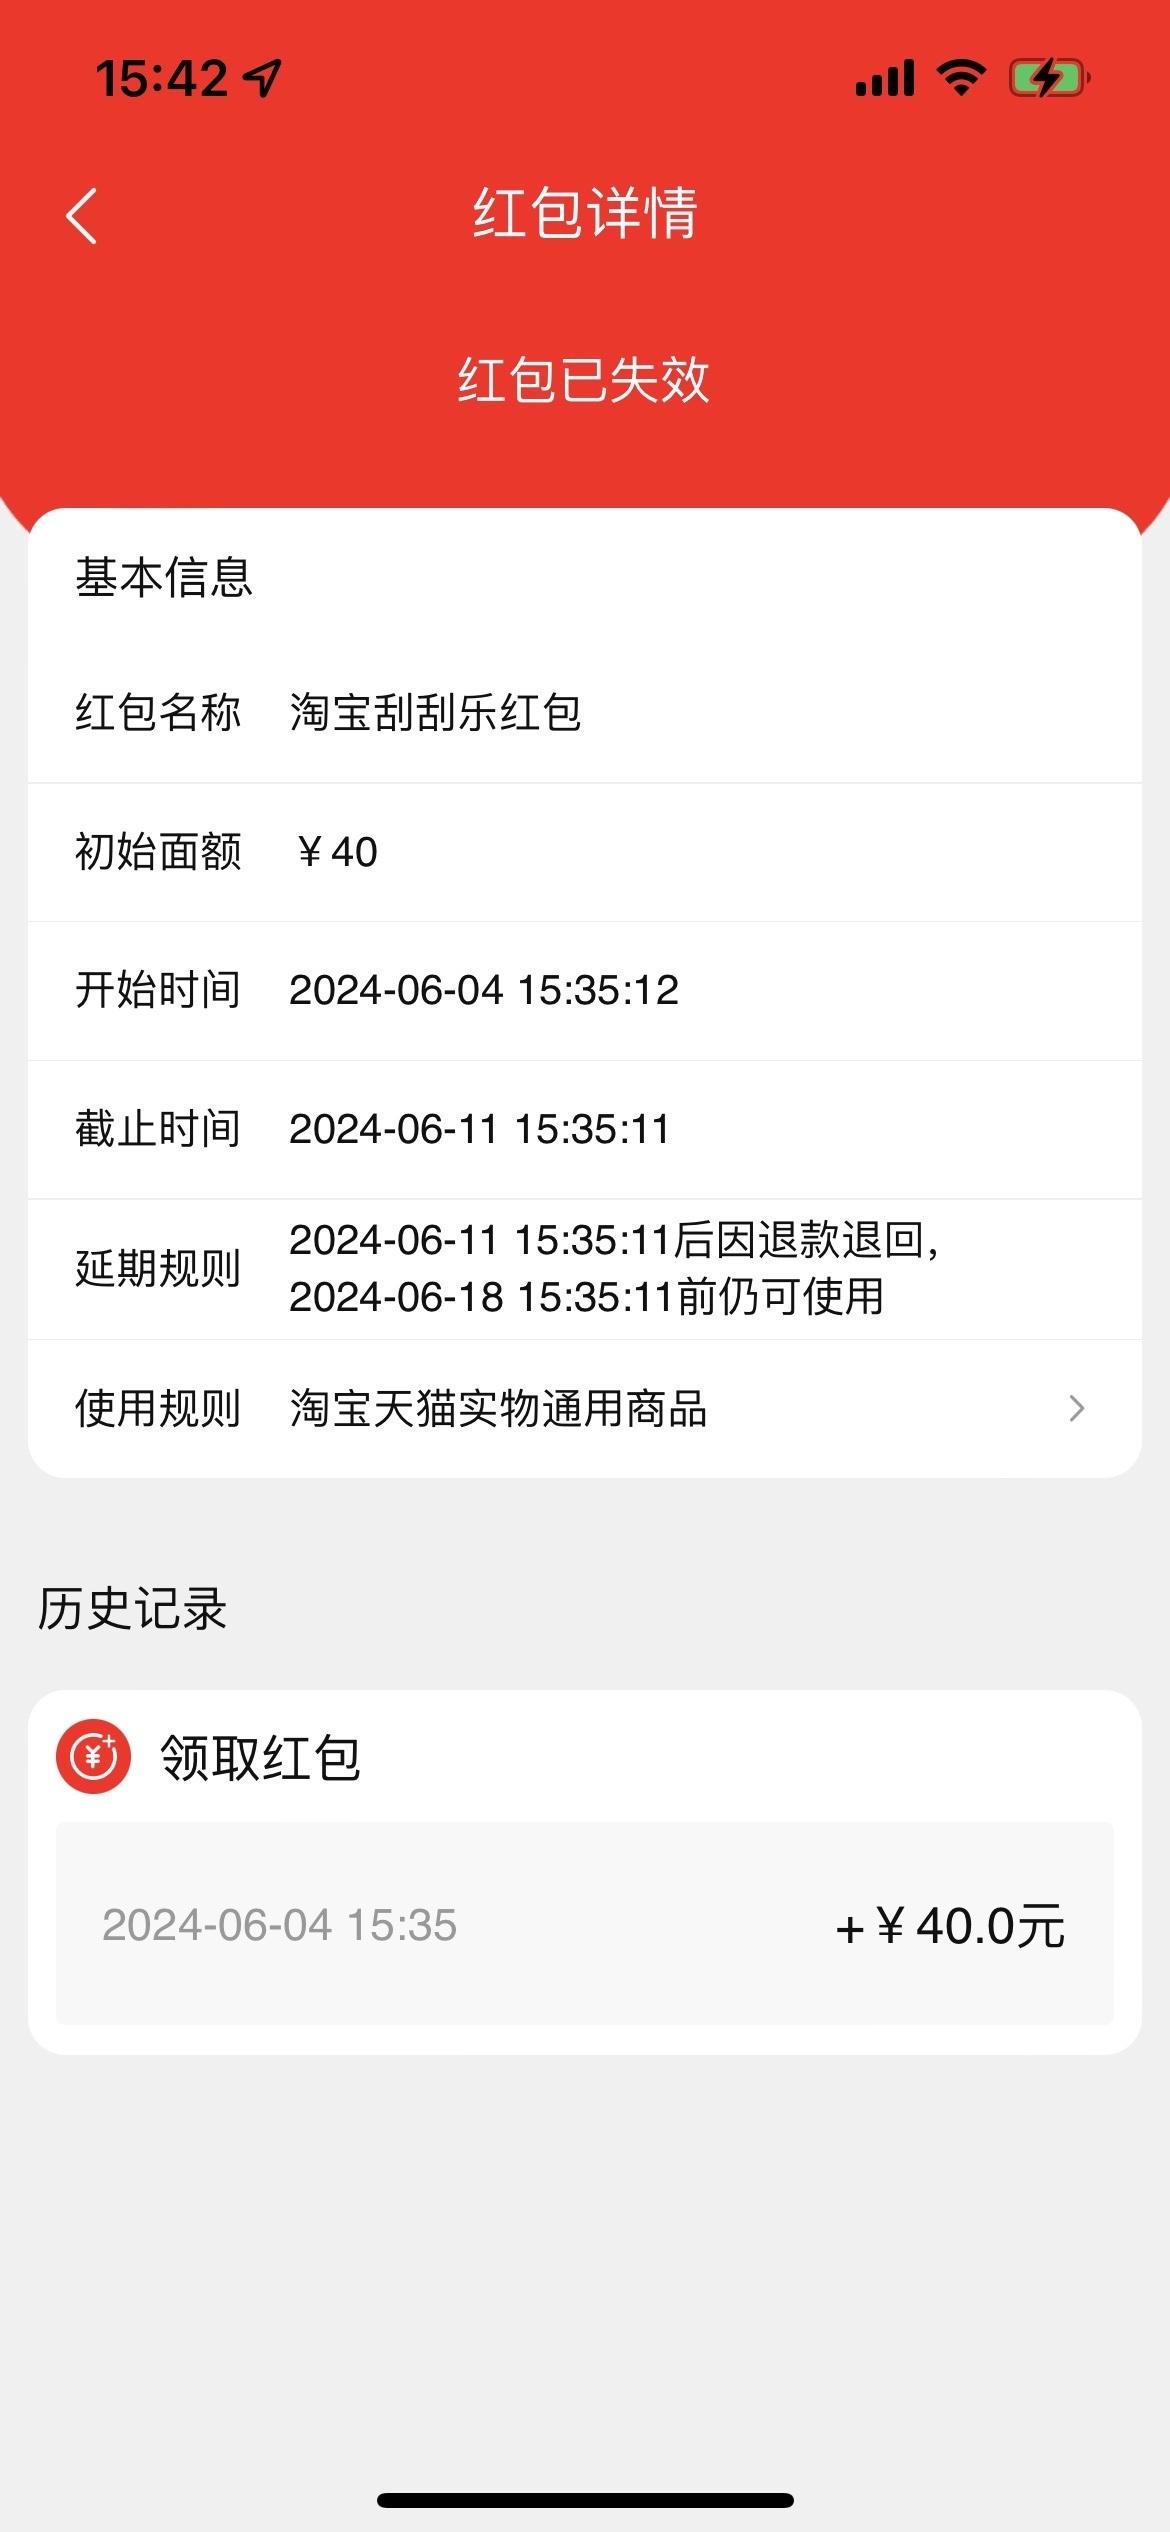 15:42
红包详情
红包已失效
基本信息
红包名称 淘宝刮刮乐红包
初始面额 ￥40
开始时间 2024-06-04 15:35:12
截止时间 2024-06-11 15:35:11
延期规则 2024-06-11 15:35:11后因退款退回，
2024-06-18 15:35:11前仍可使用
使用规则 淘宝天猫实物通用商品
历史记录
领取红包
2024-06-04 15:35 +￥40.0元